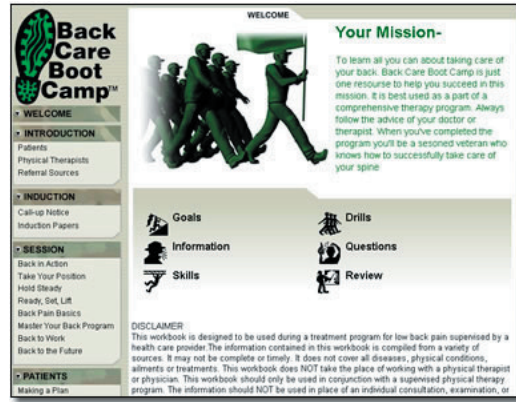 Back
Care
Boot
Camp™
WELCOME
INTRODUCTION
Patients
Physical Therapists
Referral Sources
INDUCTION
Call-up Notice
Induction Papers
SESSION
Back in Action
Take Your Position
Hold Steady
Ready, Set, Lift
Back Pain Basics
Master Your Back Program
Back to Work
Back to the Future
PATIENTS
Making a Plan
WELCOME
Your Mission-
To learn all you can about taking care of
your back. Back Care Boot Camp is just
one resourse to help you succeed in this
mission. It is best used as a part of a
comprehensive therapy program. Always
follow the advice of your doctor or
therapist. When you've completed the
program you'll be a sesoned veteran who
knows how to successfully take care of
your spine
Goals
Drills
Information
Questions
Skills
Review
DISCLAIMER
This workbook is designed to be used during a treatment program for low back pain supervised by a
heath care provider.The information contained in this workbook is compiled from a variety of
sources. It may not be complete or timely. It does not cover all diseases, physical conditions,
ailments or treatments. This workbook does NOT take the place of working with a physical therapist
or physician. This workbook should only be used in conjunction with a supervised physical therapy
program. The information should NOT be used in place of an individual consultation, examination, or